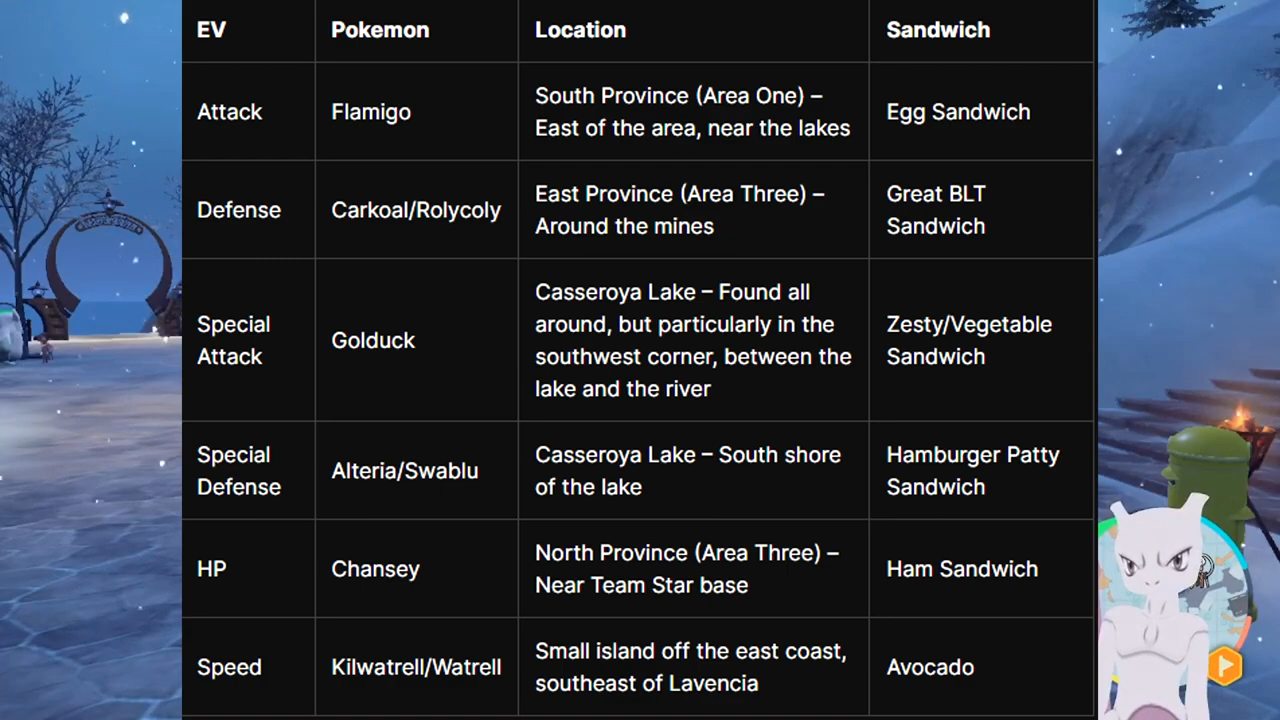 EV Pokemon Location Sandwich
Attack Flamigo South Province (Area One) – Egg Sandwich
East of the area, near the lakes
Defense Carkoal/Rolycoly East Province (Area Three) – Great BLT
Around the mines Sandwich
Special Attack Golduck Casseroya Lake – Found all
around, but particularly in the Zesty/Vegetable
southwest corner, between the Sandwich
lake and the river
Special Defense Alteria/Swablu Casseroya Lake – South shore Hamburger Patty
of the lake Sandwich
HP Chansey North Province (Area Three) – Ham Sandwich
Near Team Star base
Speed Kilwatrell/Watrell Small island off the east coast, Avocado
southeast of Lavencia